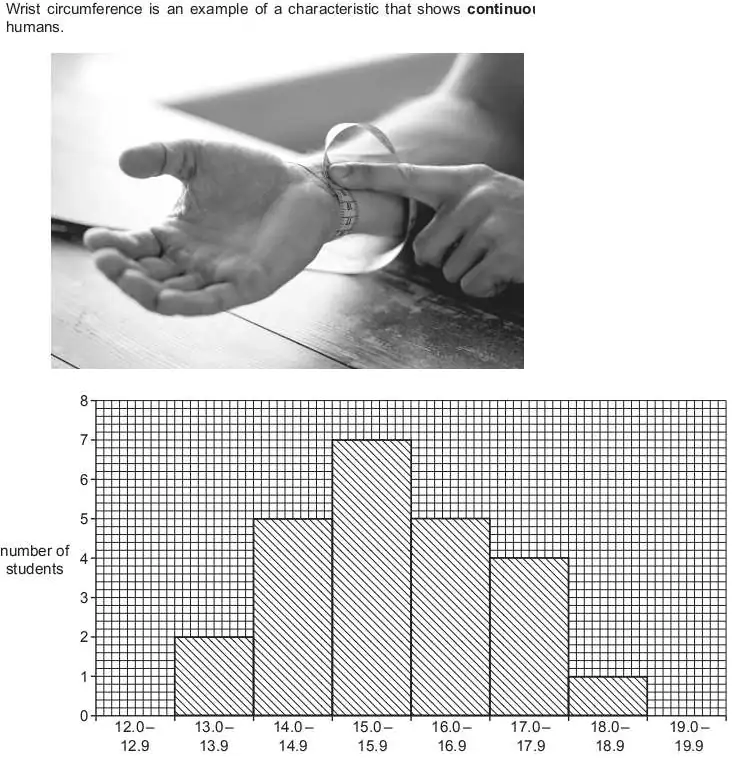 Wrist circumference is an example of a characteristic that shows
humans.
8
7
6
5
4
3
2
1
0
number of
students
12.0– 13.0– 14.0– 15.0– 16.0– 17.0– 18.0– 19.0–
12.9 13.9 14.9 15.9 16.9 17.9 18.9 19.9